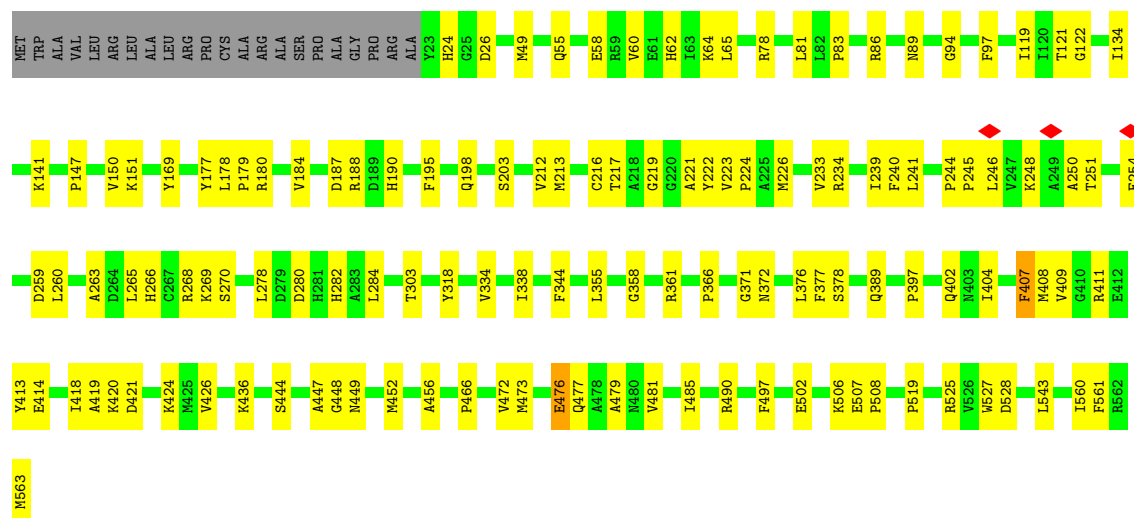 MET TRP ALA VAL LEU ARG LEU ALA LEU ARG PRO CYS ALA ARG ALA SER PRO ALA GLY PRO ARG ALA Y23 H24 G25 D26 M49 Q55 E58 R59 V60 E61 H62 I63 K64 L65 R78 L81 L82 P83 R86 N89 G94 F97 I119 I120 T121 G122 I134
K141 P147 V150 K151 Y169 Y177 L178 P179 R180 V184 D187 R188 D189 H190 F195 Q198 S203 V212 M213 C216 T217 A218 G219 G220 A221 Y222 V223 P224 A225 M226 V233 R234 I239 F240 L241 P244 P245 L246 V247 K248 A249 A250 T251 E254
D259 L260 A263 D264 L265 H266 C267 R268 K269 S270 L278 D279 D280 H281 H282 A283 L284 T303 Y318 V334 I338 F344 L355 G358 R361 P366 G371 N372 L376 F377 S378 Q389 P397 Q402 N403 I404 F407 M408 V409 G410 R411 E412
Y413 E414 I418 A419 K420 D421 K424 M425 V426 K436 S444 A447 G448 N449 M452 A456 P466 V472 M473 E476 Q477 A478 A479 N480 V481 I485 R490 F497 E502 K506 E507 P508 P519 R525 V526 W527 D528 L543 I560 F561 R562
M563